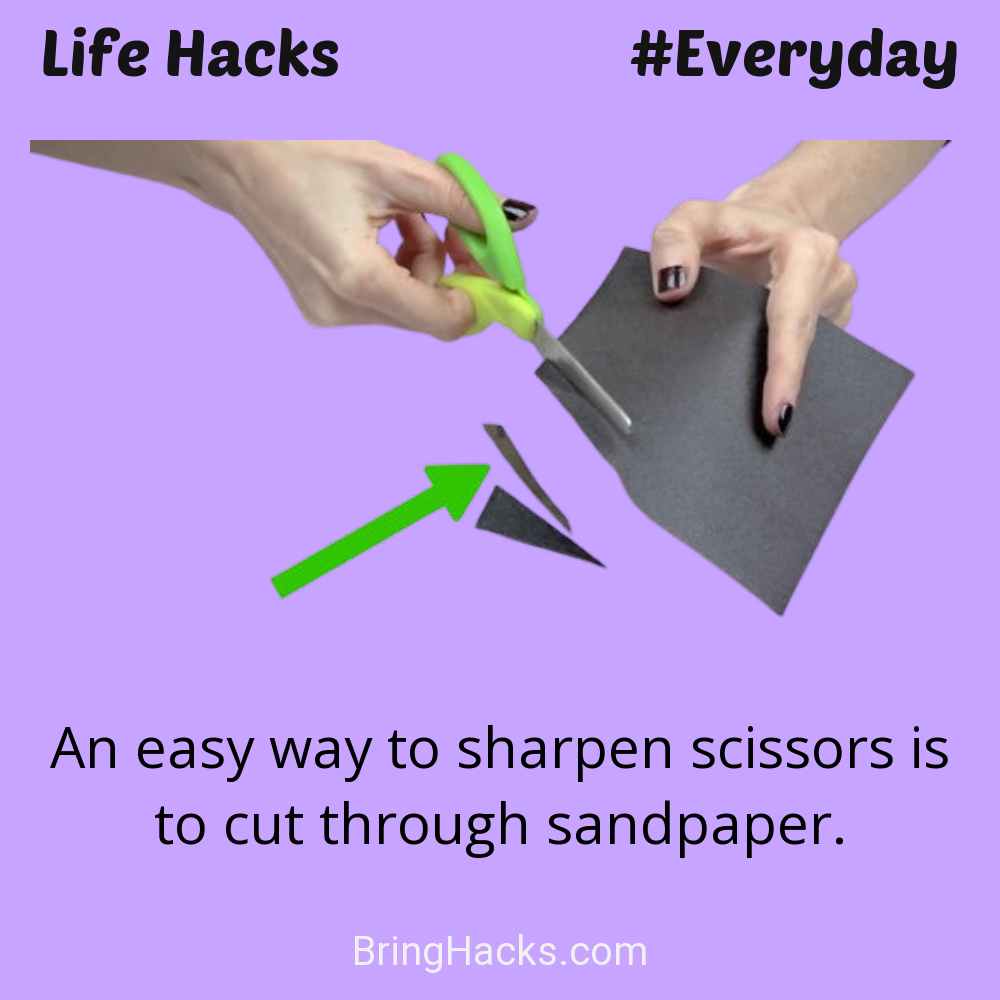 Life Hacks
#Everyday
An easy way to sharpen scissors is
to cut through sandpaper.
BringHacks.com